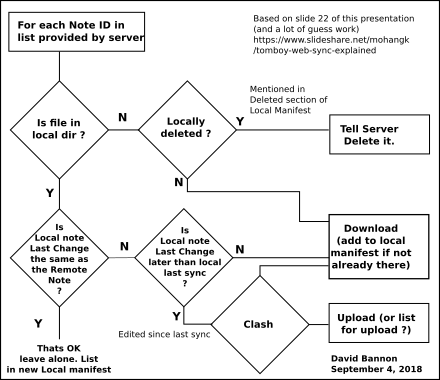 For each Note ID in
list provided by server
Based on slide 22 of this presentation
(and a lot of guess work)
https://www.slideshare.net/mohangk
/tomboy-web-sync-explained
Is file in
local dir ?
N
Locally
deleted ?
Y
Mentioned in
Deleted section of
Local Manifest
Tell Server
Delete it.
Y
N
Is
Local note
Last Change
the same as
the Remote
Note
?
N
Is
Local note
Last Change
later than local
last sync
?
N
Download
(add to local
manifest if not
already there)
Y
Thats OK
leave alone. List
in new Local manifest
Y
Edited since last sync
Clash
Upload (or list
for upload ?)
David Bannon
September 4, 2018